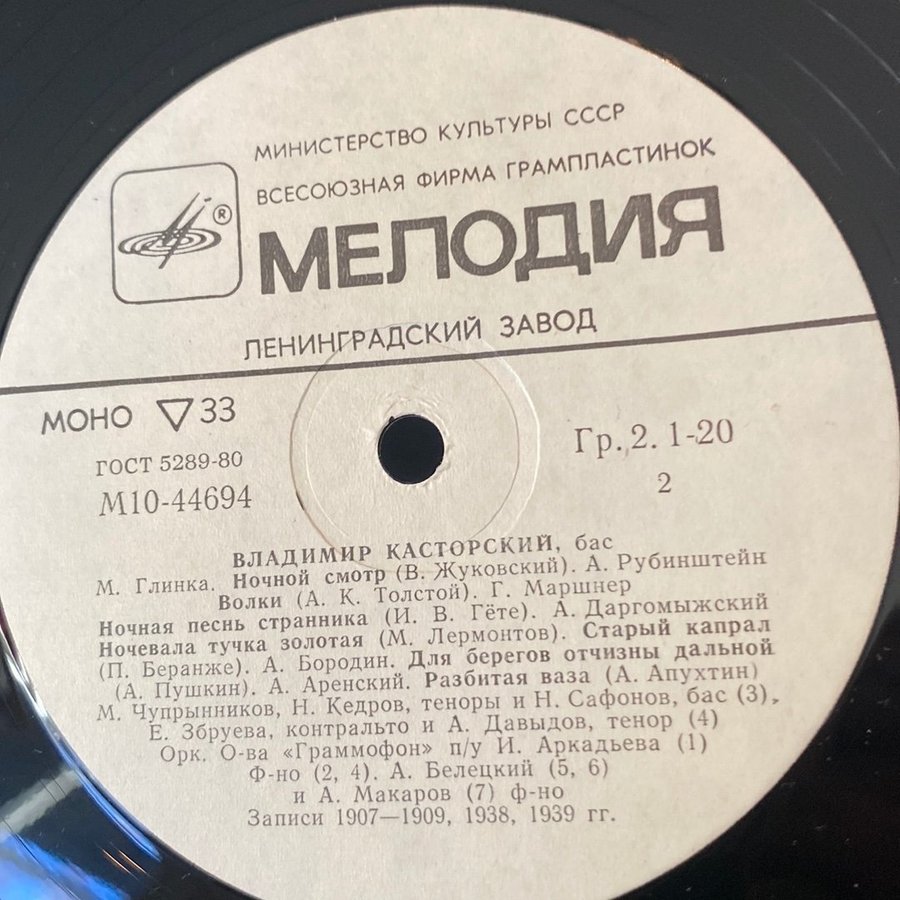 МИНИСТЕРСТВО КУЛЬТУРЫ СССР
ВСЕСОЮЗНАЯ ФИРМА ГРАМПЛАСТИНОК
®
МЕЛОДИЯ
ЛЕНИНГРАДСКИЙ ЗАВОД
МОНО ▽33
ГОСТ 5289-80
М10-44694
Гр. 2. 1-20
2
ВЛАДИМИР КАСТОРСКИЙ, бас
М. Глинка. Ночной смотр (В. Жуковский). А. Рубинштейн
Волки (А. К. Толстой). Г. Маршнер
Ночная песнь странника (И. В. Гёте). А. Даргомыжский
Ночевала тучка золотая (М. Лермонтов). Старый капрал
(П. Беранже). А. Бородин. Для берегов отчизны дальной
(А. Пушкин). А. Аренский. Разбитая ваза (А. Апухтин)
М. Чупрынников, Н. Кедров, теноры и Н. Сафонов, бас (3),
Е. Збруева, контральто и А. Давыдов, тенор (4)
Орк. О-ва «Граммофон» п/у И. Аркадьева (1)
Ф-но (2, 4). А. Белецкий (5, 6)
и А. Макаров (7) ф-но
Записи 1907—1909, 1938, 1939 гг.